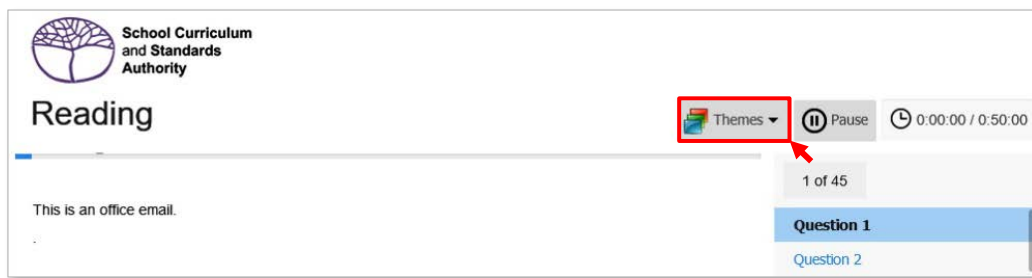 School Curriculum
and Standards
Authority
Reading
Themes
Pause
0:00:00 / 0:50:00
1 of 45
This is an office email.
.
Question 1
Question 2